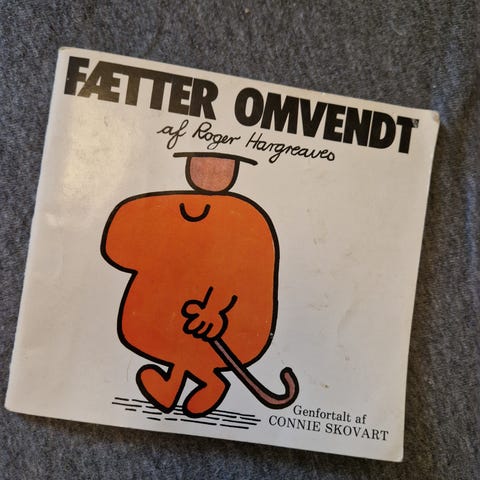 FÆTTER OMVENDT
af Roger Hargreaves
Genfortalt af
CONNIE SKOVART